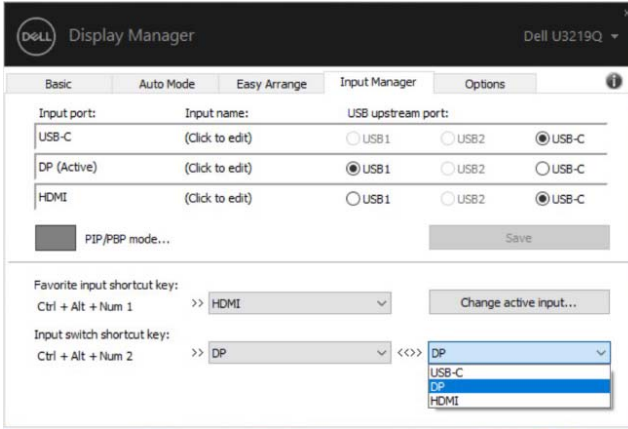 DELL Display Manager Dell U3219Q
Basic Auto Mode Easy Arrange Input Manager Options
Input port: Input name: USB upstream port:
USB-C (Click to edit) USB1 USB2 USB-C
DP (Active) (Click to edit) USB1 USB2 USB-C
HDMI (Click to edit) USB1 USB2 USB-C
PIP/PBP mode... Save
Favorite input shortcut key:
Ctrl + Alt + Num 1 >> HDMI Change active input...
Input switch shortcut key:
Ctrl + Alt + Num 2 >> DP <<>> DP
USB-C
DP
HDMI